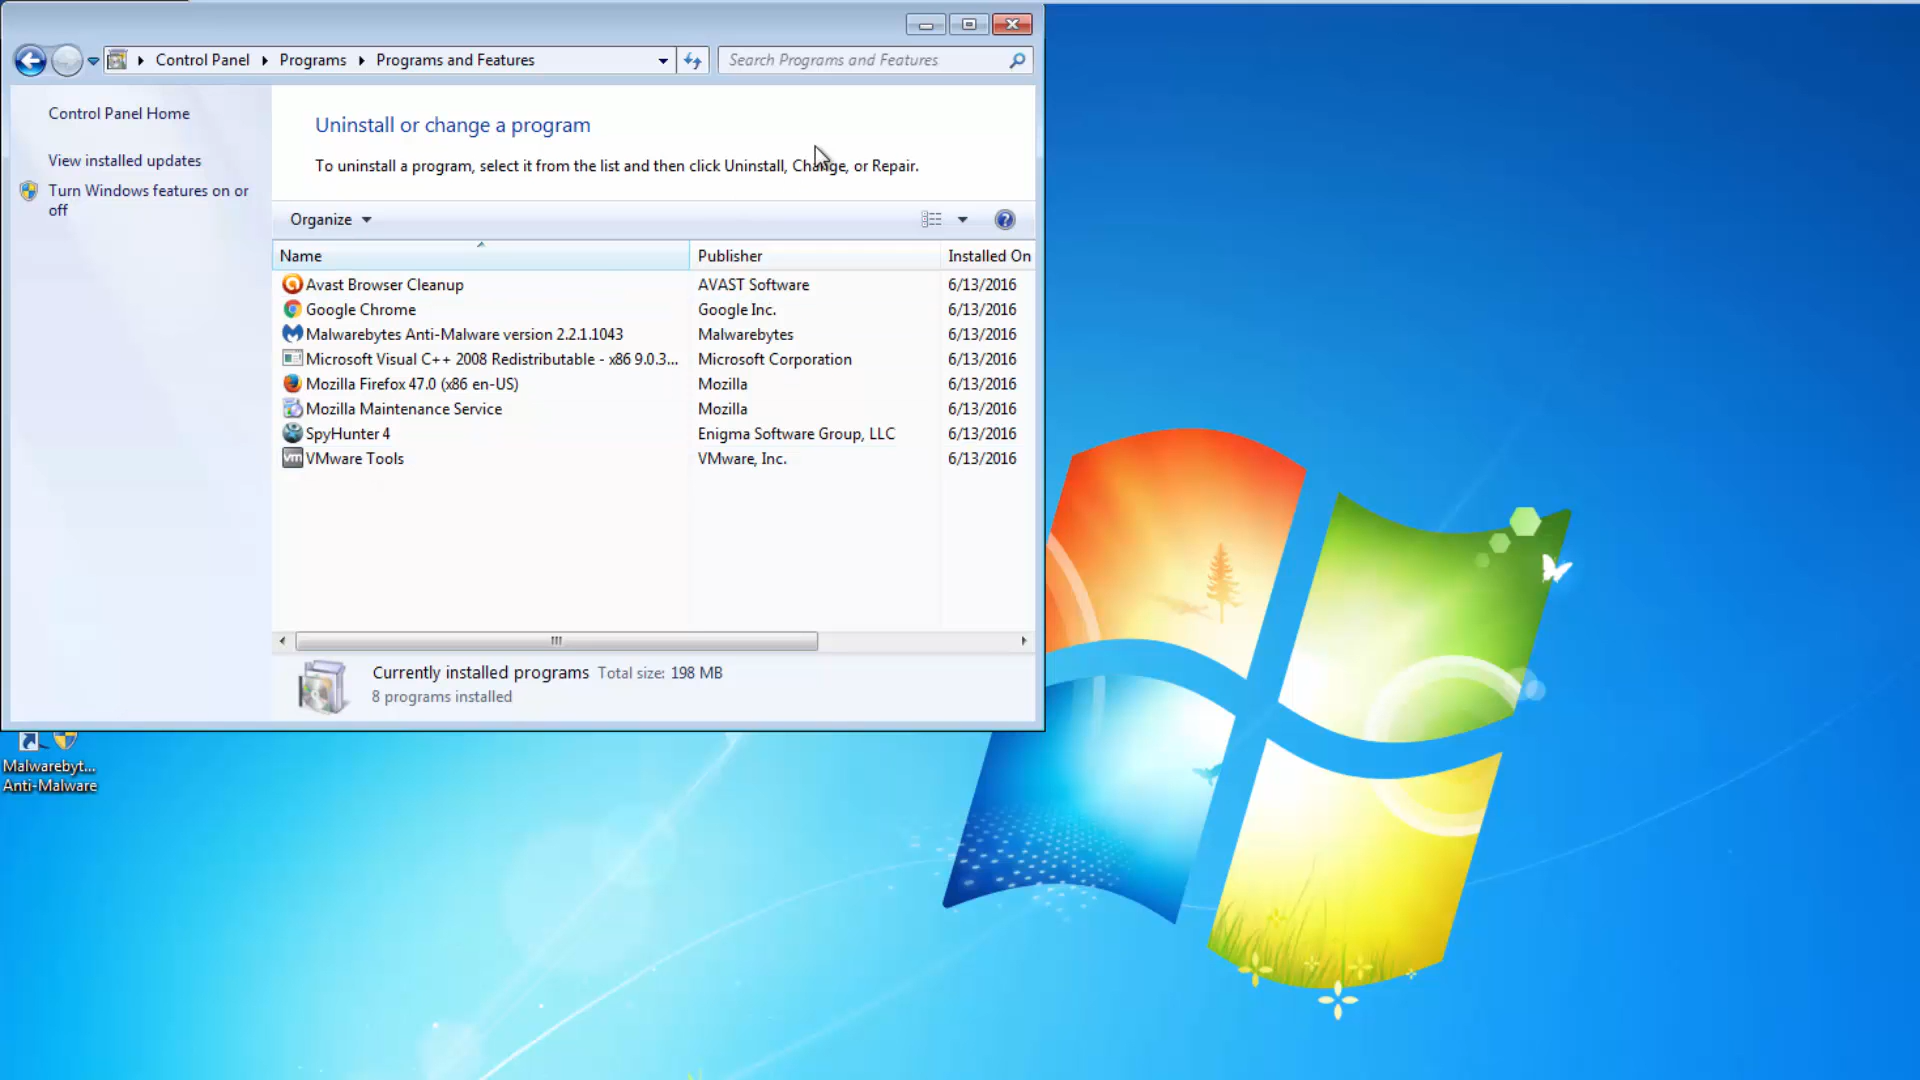 Control Panel
Programs
Programs and Features
Search Programs and Features
Control Panel Home
View installed updates
Turn Windows features on or
off
Uninstall or change a program
To uninstall a program, select it from the list and then click Uninstall, Change, or Repair.
Organize
Name Publisher Installed On
Avast Browser Cleanup AVAST Software 6/13/2016
Google Chrome Google Inc. 6/13/2016
Malwarebytes Anti-Malware version 2.2.1.1043 Malwarebytes 6/13/2016
Microsoft Visual C++ 2008 Redistributable - x86 9.0.3... Microsoft Corporation 6/13/2016
Mozilla Firefox 47.0 (x86 en-US) Mozilla 6/13/2016
Mozilla Maintenance Service Mozilla 6/13/2016
SpyHunter 4 Enigma Software Group, LLC 6/13/2016
vm VMware Tools VMware, Inc. 6/13/2016
Currently installed programs Total size: 198 MB
8 programs installed
Malwarebyt...
Anti-Malware